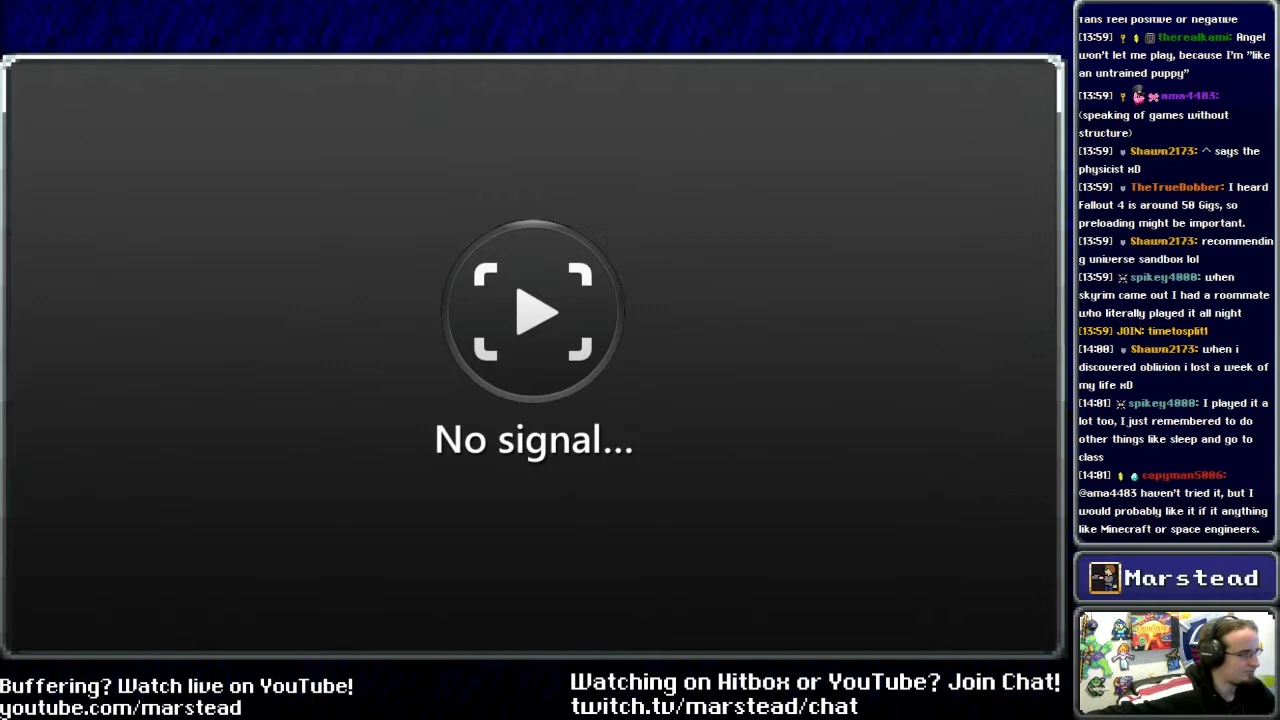 fans feel positive or negative
[13:59] therealkami: Angel
won't let me play, because I'm "like
an untrained puppy"
[13:59] ama4483:
(speaking of games without
structure)
[13:59] Shawn2173: ^ says the
physicist xD
[13:59] TheTrueDobber: I heard
Fallout 4 is around 50 Gigs, so
preloading might be important.
[13:59] Shawn2173: recommendin
g universe sandbox lol
[13:59] spikey4000: when
skyrim came out I had a roommate
who literally played it all night
[13:59] JOIN: timetosplit1
[14:00] Shawn2173: when i
discovered oblivion i lost a week of
my life xD
[14:01] spikey4000: I played it a
lot too, I just remembered to do
other things like sleep and go to
class
[14:01] capyman5006:
@ama4483 haven't tried it, but I
would probably like it if it anything
like Minecraft or space engineers.
No signal...
Marstead
Buffering? Watch live on YouTube!
youtube.com/marstead
Watching on Hitbox or YouTube? Join Chat!
twitch.tv/marstead/chat